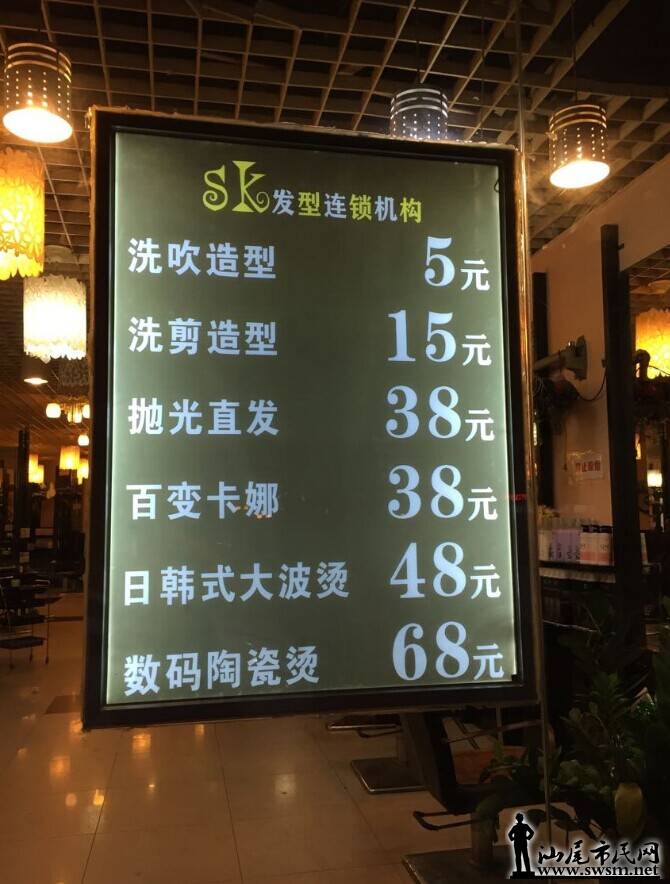 SK发型连锁机构
洗吹造型 5元
洗剪造型 15元
抛光直发 38元
百变卡娜 38元
日韩式大波烫 48元
数码陶瓷烫 68元
汕尾市民网
www.swsm.net